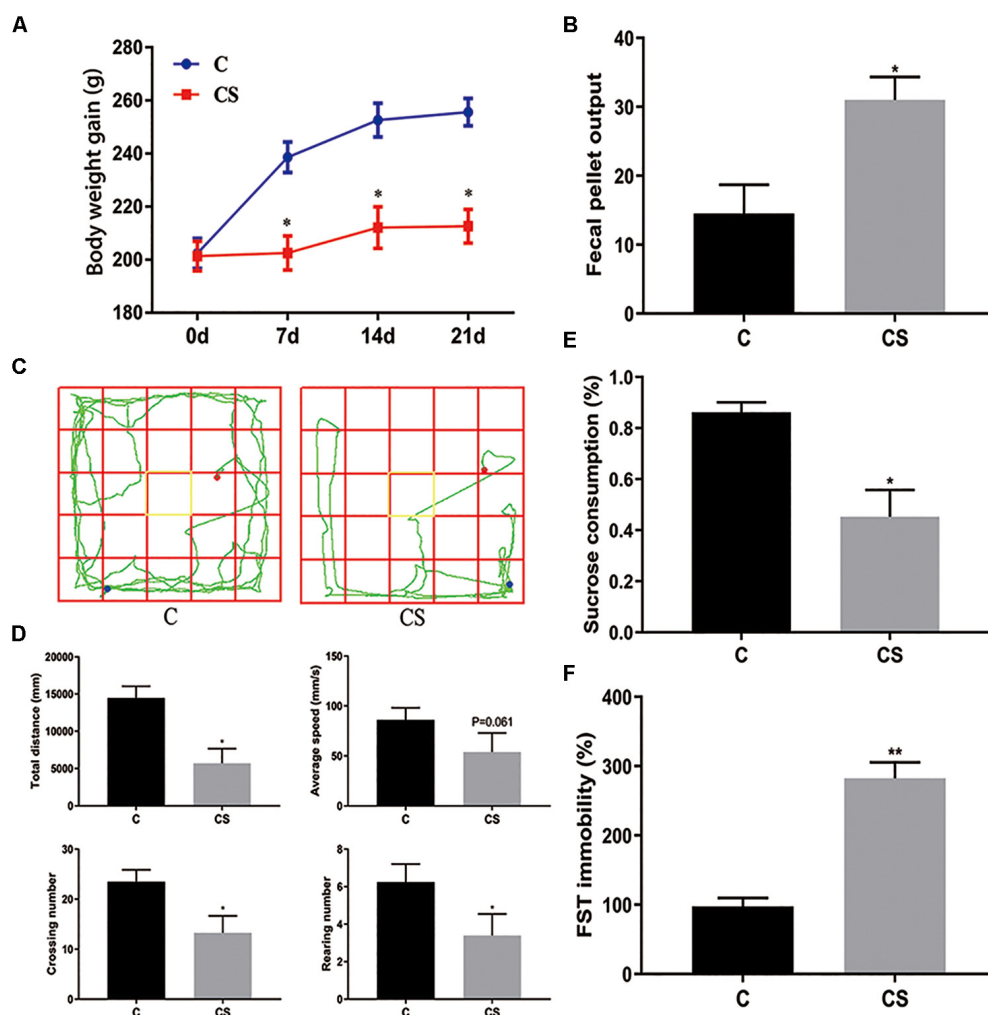 A
Body weight gain (g)
280
260
240
220
200
180
C
CS
*
*
*
0d 7d 14d 21d
B
Fecal pellet output
40
30
20
10
0
*
C CS
C
C CS
D
Total distance (mm)
20000
15000
10000
5000
0
*
C CS
Average speed (mm/s)
150
100
50
0
P=0.061
C CS
Crossing number
30
20
10
0
*
C CS
Rearing number
8
6
4
2
0
*
C CS
E
Sucrose consumption (%)
1.0
0.8
0.6
0.4
0.2
0.0
*
C CS
F
FST immobility (%)
400
300
200
100
0
**
C CS